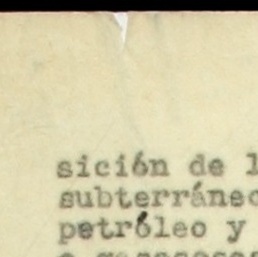 sición de l
subterráneo
petróleo y